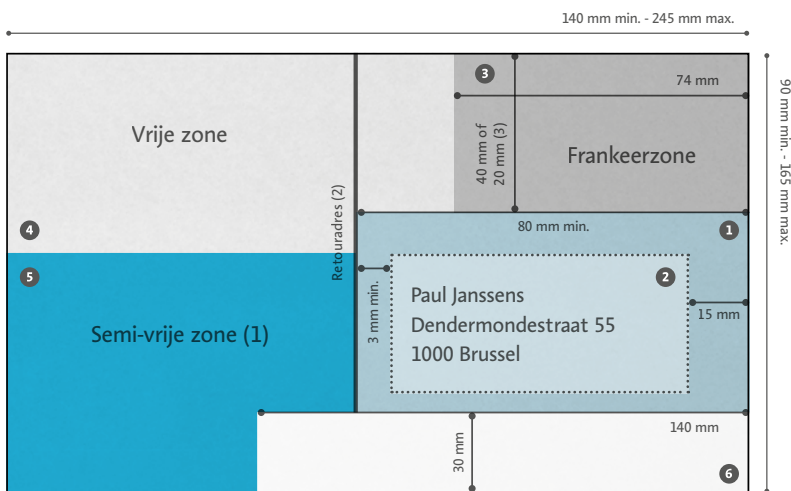 140 mm min. - 245 mm max.
3
74 mm
Vrije zone
40 mm of
20 mm (3)
Frankeerzone
90 mm min. - 165 mm max.
Retouradres (2)
4
80 mm min.
1
5
2
3 mm min.
Paul Janssens
Dendermondestraat 55
1000 Brussel
15 mm
Semi-vrije zone (1)
140 mm
30 mm
6